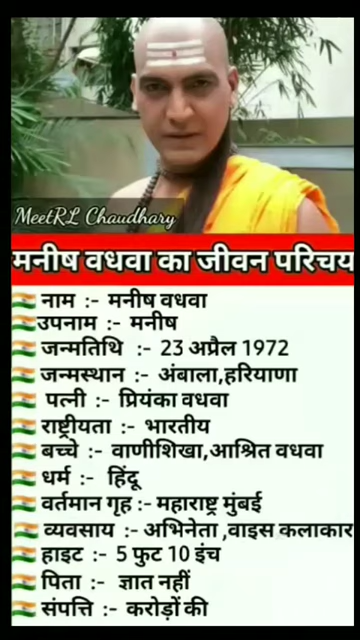 MeetRL Chaudhary
मनीष वधवा का जीवन परिचय
नाम :- मनीष वधवा
उपनाम :- मनीष
जन्मतिथि :- 23 अप्रैल 1972
जन्मस्थान :- अंबाला,हरियाणा
पत्नी :- प्रियंका वधवा
राष्ट्रीयता :- भारतीय
बच्चे :- वाणीशिखा,आश्रित वधवा
धर्म :- हिंदू
वर्तमान गृह :- महाराष्ट्र मुंबई
व्यवसाय :- अभिनेता ,वाइस कलाकार
हाइट :- 5 फुट 10 इंच
पिता :- ज्ञात नहीं
संपत्ति :- करोड़ों की